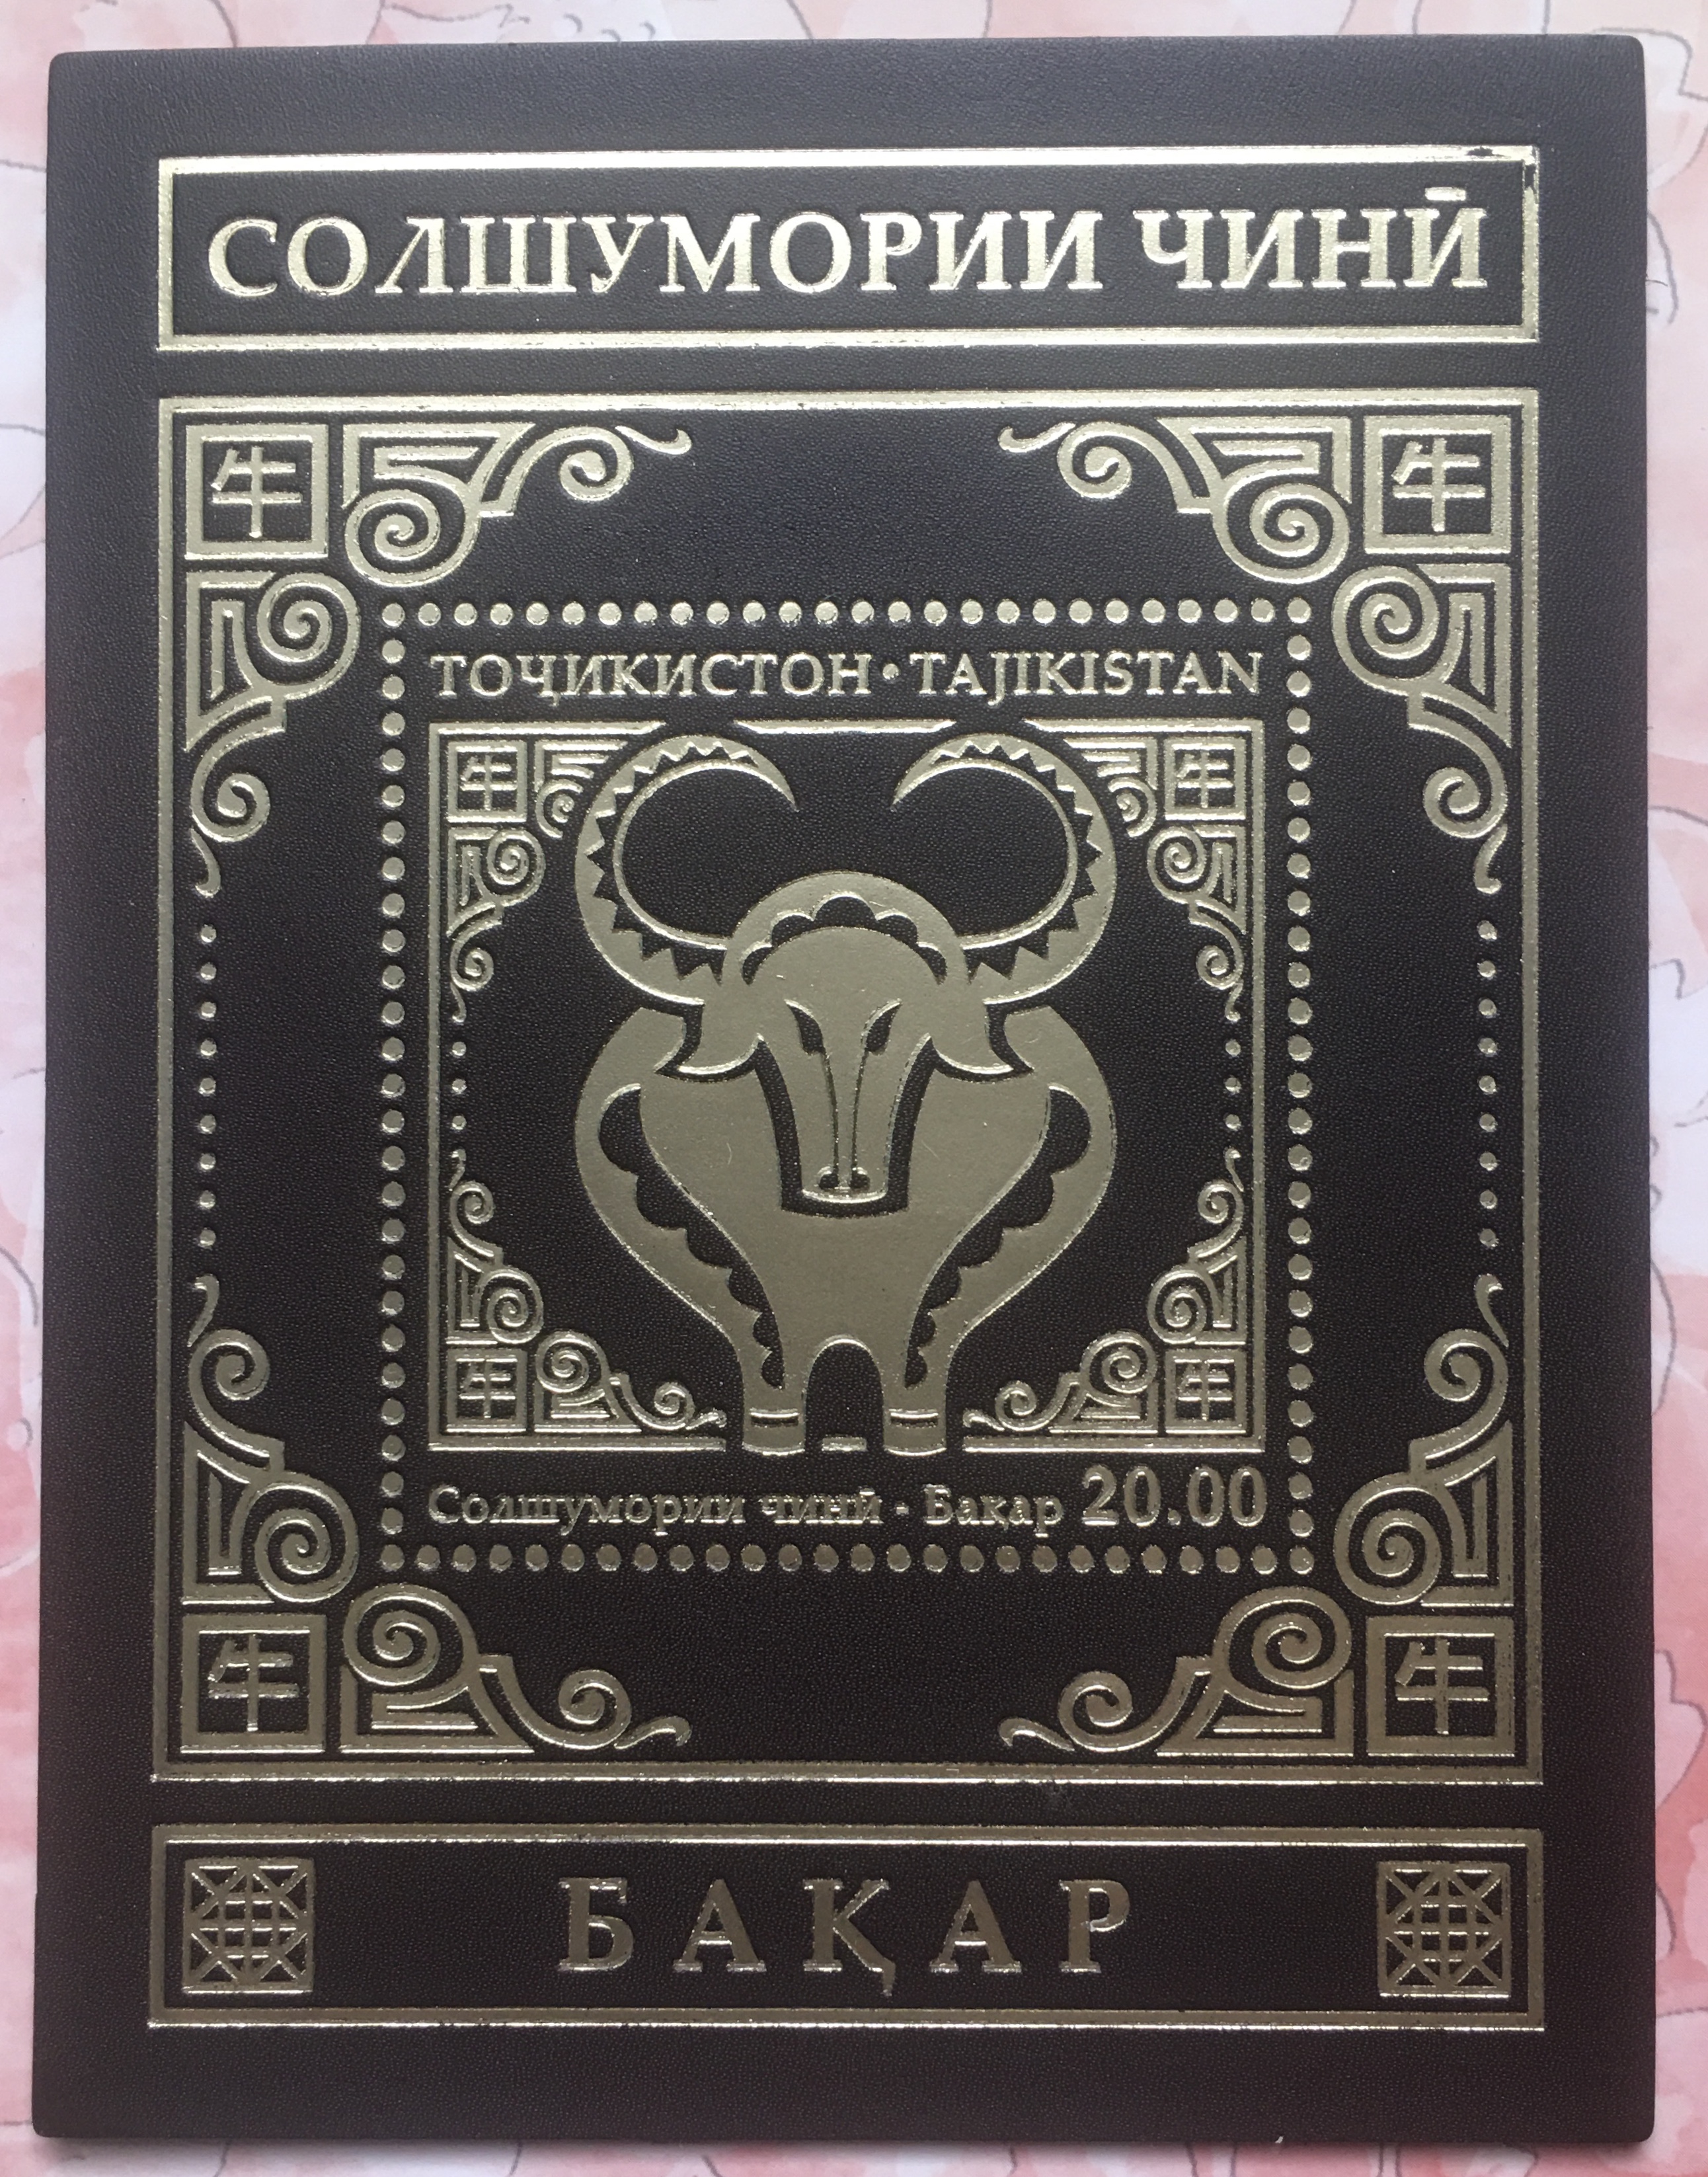 СОЛШУМОРИИ ЧИНӢ
牛 牛
ТОҶИКИСТОН•TAJIKISTAN
牛 牛
牛 牛
Солшумории чинӣ - Бақар 20.00
牛 牛
БАҚАР